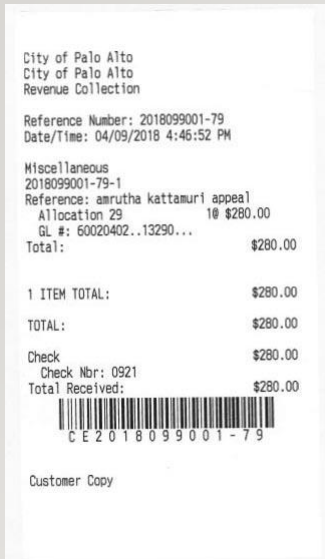 City of Palo Alto
City of Palo Alto
Revenue Collection
Reference Number: 2018099001-79
Date/Time: 04/09/2018 4:46:52 PM
Miscellaneous
2018099001-79-1
Reference: amrutha kattamuri appeal
Allocation 29 1@ $280.00
GL #: 60020402..13290...
Total: $280.00
1 ITEM TOTAL: $280.00
TOTAL: $280.00
Check $280.00
Check Nbr: 0921
Total Received: $280.00
CE2018099001-79
Customer Copy